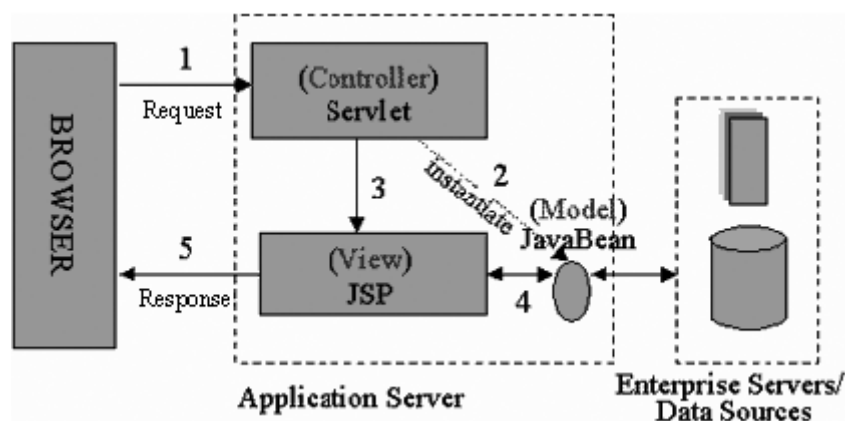 1
Request
BROWSER
(Controller)
Servlet
2
instantiate
3
(Model)
JavaBean
(View)
JSP
4
5
Response
Application Server
Enterprise Servers/
Data Sources